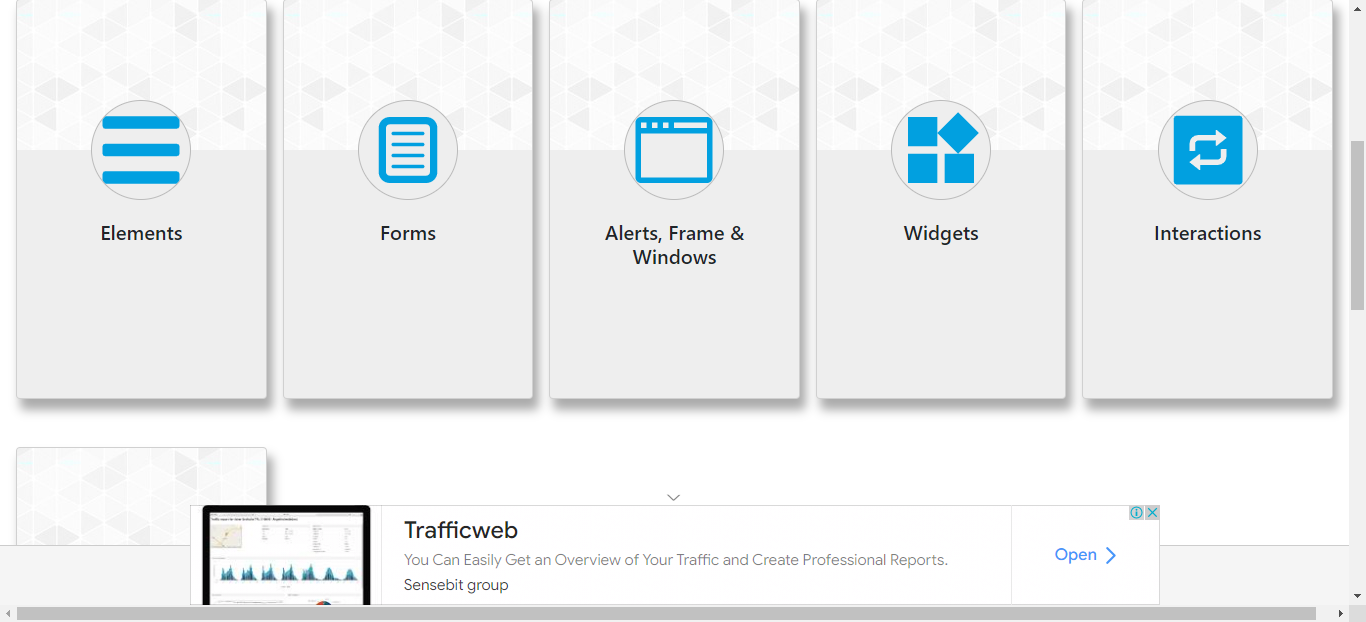 Elements
Forms
Alerts, Frame &
Windows
Widgets
Interactions
Trafficweb
You Can Easily Get an Overview of Your Traffic and Create Professional Reports.
Sensebit group
Open